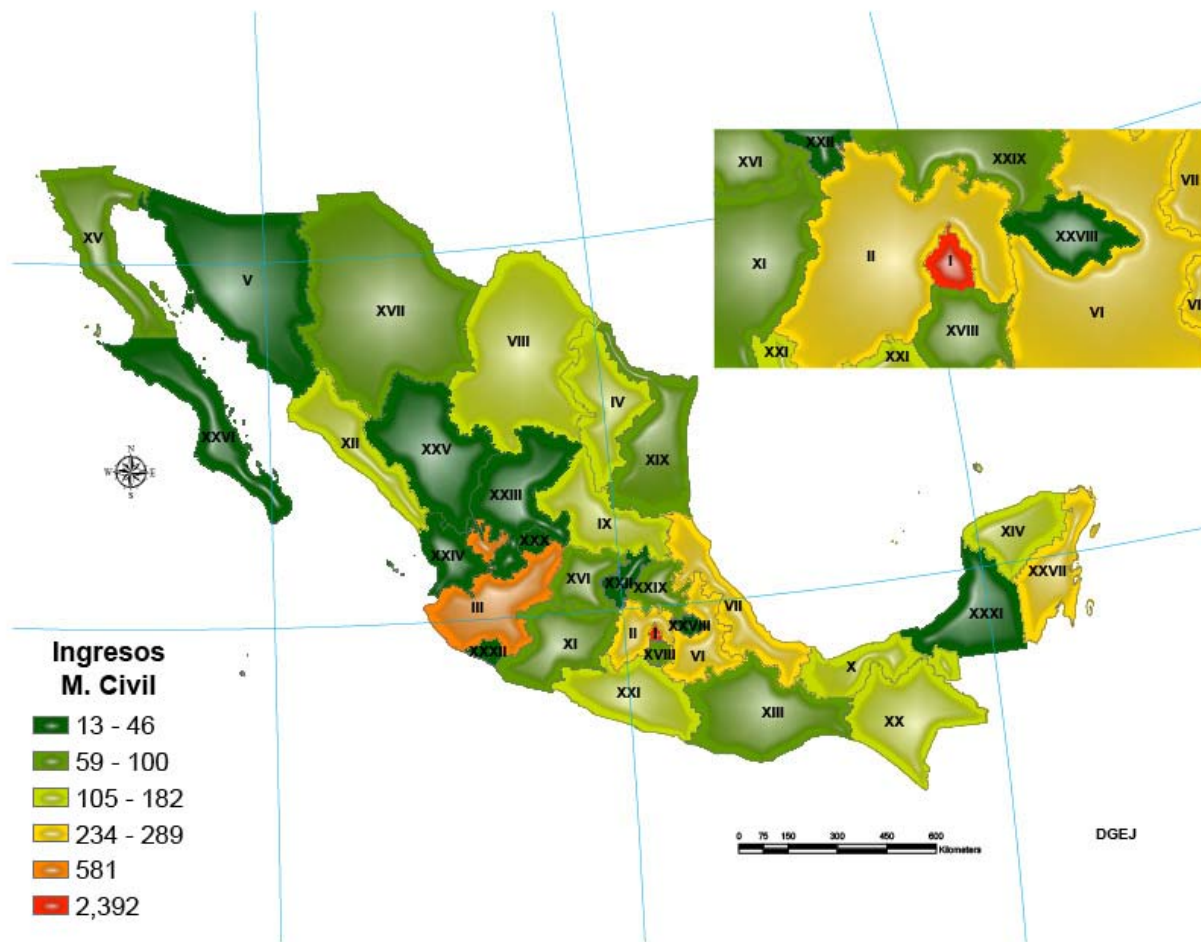 XXII
XXIX
XVI
VII
XXVIII
XI
II
I
VI
VI
XVIII
XXI
XXI
XV
V
XVII
VIII
IV
XII
XXVI
XXV
XIX
N
W
E
S
XXIII
IX
XIV
XXX
XXIV
XVI
XXII
XXIX
XXVII
III
VII
XXXI
II
I
XXVIII
XXXII
XI
XVIII
VI
X
XXI
XIII
XX
Ingresos
M. Civil
13 - 46
59 - 100
105 - 182
234 - 289
581
2,392
0 75 150 300 450 600
Kilometers
DGEJ